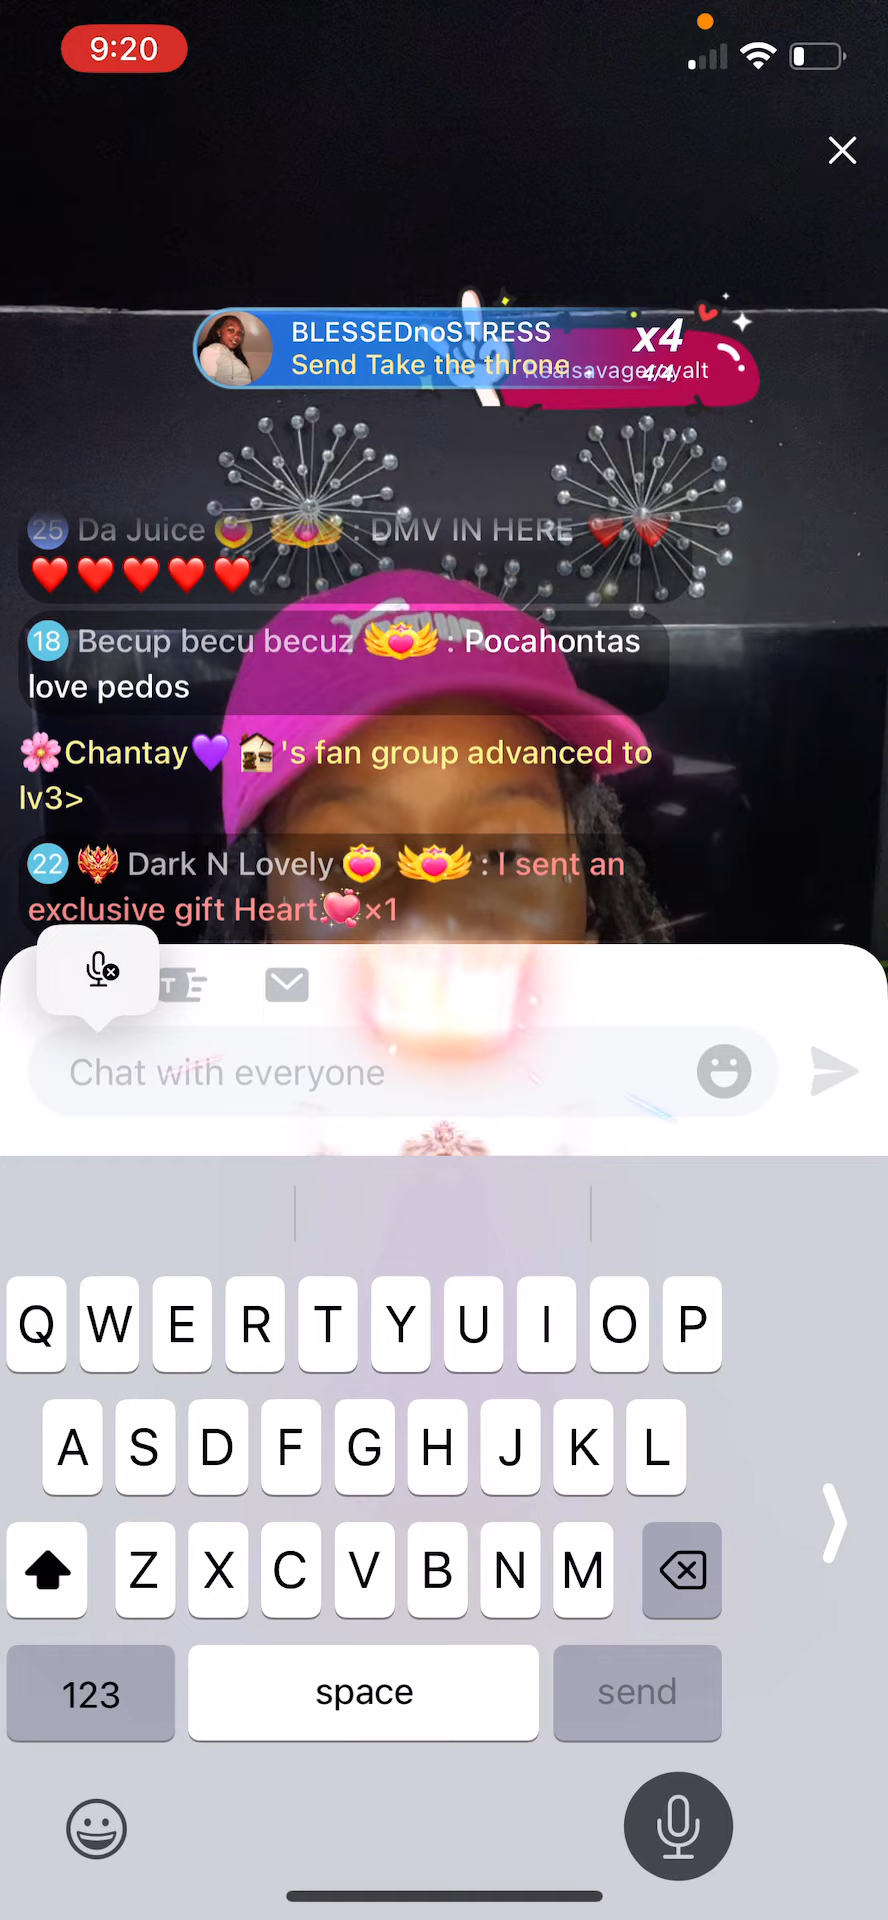 9:20
BLESSEDnoSTRESS
Send Take the throne
x4
4/4
25 Da Juice : DMV IN HERE ❤️ ❤️
❤️ ❤️ ❤️ ❤️ ❤️
18 Becup becu becuz : Pocahontas
love pedos
🌸Chantay💜 🏚️'s fan group advanced to
lv3>
22 Dark N Lovely : I sent an
exclusive gift Heart ×1
T
Chat with everyone
Q W E R T Y U I O P
A S D F G H J K L
Z X C V B N M
123 space send